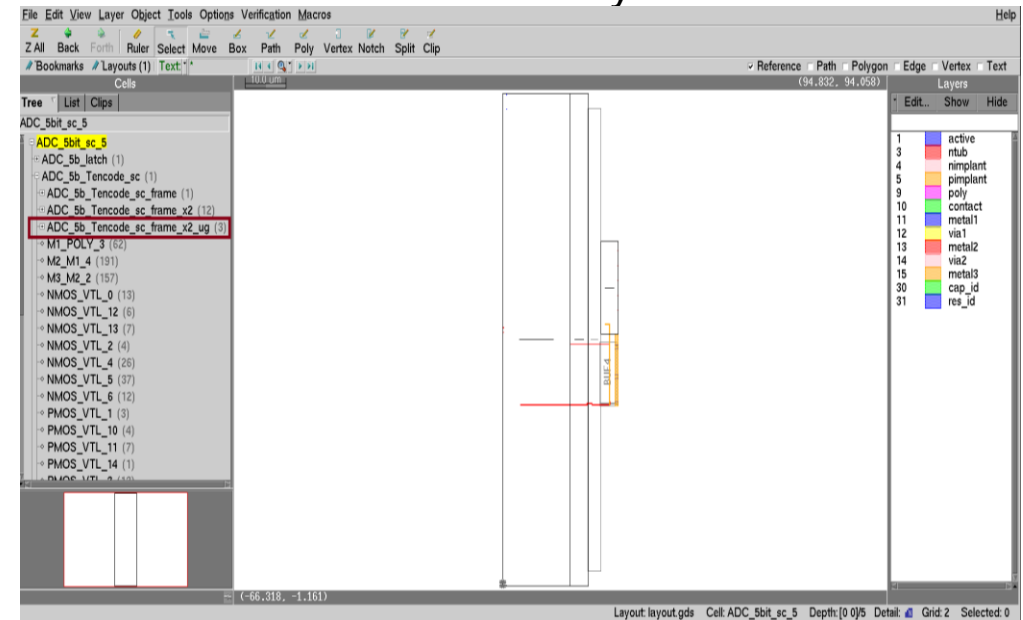 File Edit View Layer Object Tools Options Verification Macros Help
Z All Back Forth Ruler Select Move Box Path Poly Vertex Notch Split Clip
Bookmarks Layouts (1) Text: * Reference Path Polygon Edge Vertex Text
Cells 10.0 um (94.832, 94.058) Layers
Tree List Clips Edit... Show Hide
ADC_5bit_sc_5
ADC_5bit_sc_5
ADC_5b_latch (1)
ADC_5b_Tencode_sc (1)
ADC_5b_Tencode_sc_frame (1)
ADC_5b_Tencode_sc_frame_x2 (12)
ADC_5b_Tencode_sc_frame_x2_ug (3)
M1_POLY_3 (62)
M2_M1_4 (191)
M3_M2_2 (157)
NMOS_VTL_0 (13)
NMOS_VTL_12 (6)
NMOS_VTL_13 (7)
NMOS_VTL_2 (4)
NMOS_VTL_4 (26)
NMOS_VTL_5 (37)
NMOS_VTL_6 (12)
PMOS_VTL_1 (3)
PMOS_VTL_10 (4)
PMOS_VTL_11 (7)
PMOS_VTL_14 (1)
BUF4
1 active
3 ntub
4 nimplant
5 pimplant
9 poly
10 contact
11 metal1
12 via1
13 metal2
14 via2
15 metal3
30 cap_id
31 res_id
(-66.318, -1.161)
Layout: layout.gds Cell: ADC_5bit_sc_5 Depth: [0 0]/5 Detail: Grid: 2 Selected: 0